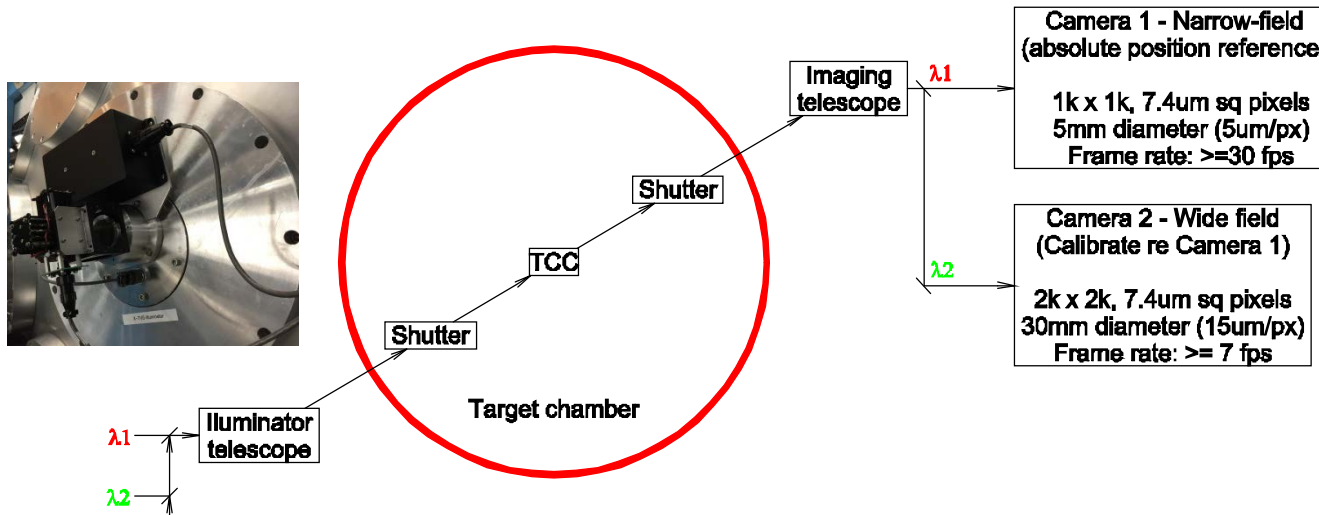 Camera 1 - Narrow-field
(absolute position reference
1k x 1k, 7.4um sq pixels
5mm diameter (5um/px)
Frame rate: >=30 fps
Imaging
telescope
λ1
Shutter
TCC
λ2
Camera 2 - Wide field
(Calibrate re Camera 1)
2k x 2k, 7.4um sq pixels
30mm diameter (15um/px)
Frame rate: >= 7 fps
Shutter
Target chamber
λ1
Iluminator
telescope
λ2